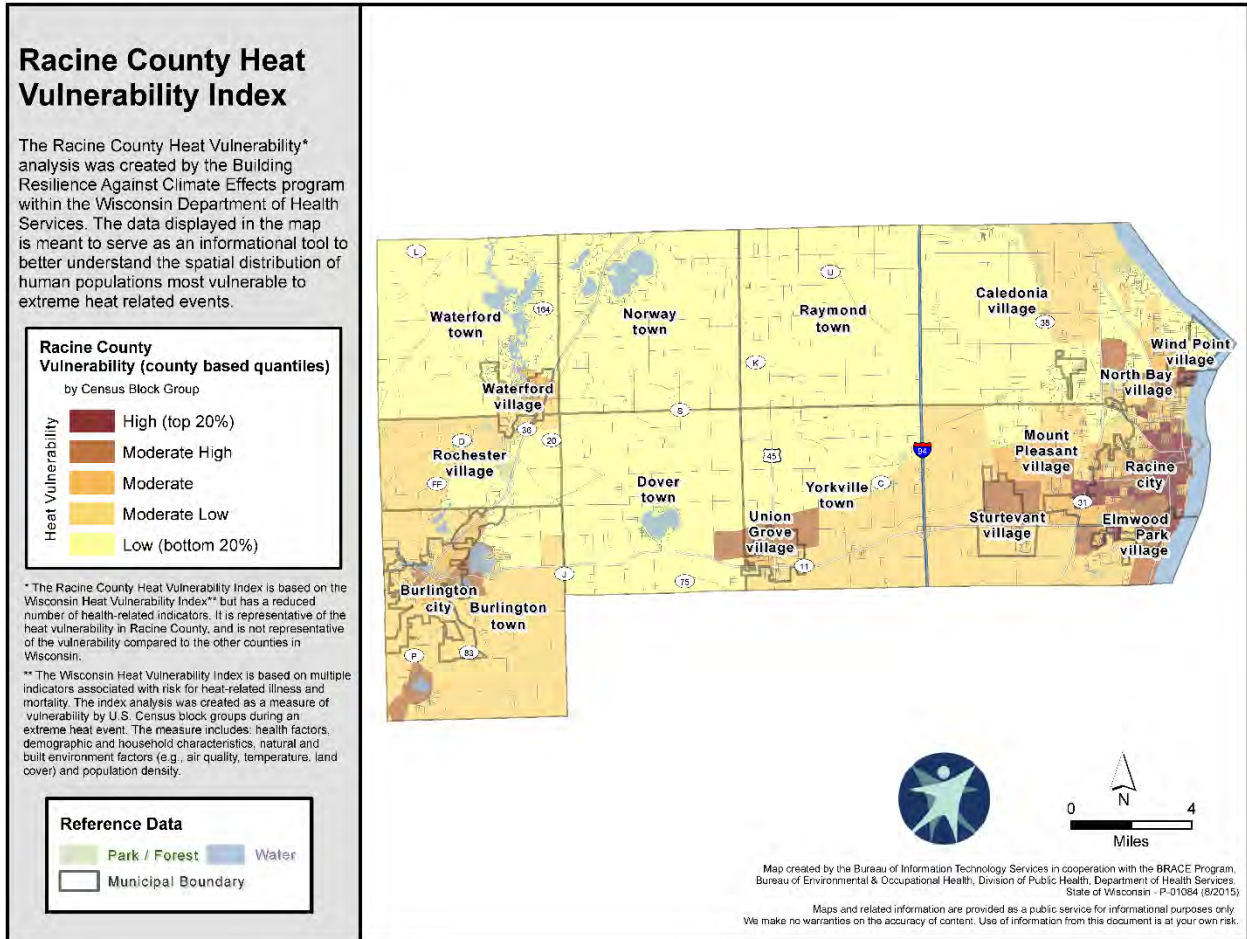 Racine County Heat
Vulnerability Index
The Racine County Heat Vulnerability*
analysis was created by the Building
Resilience Against Climate Effects program
within the Wisconsin Department of Health
Services. The data displayed in the map
is meant to serve as an informational tool to
better understand the spatial distribution of
human populations most vulnerable to
extreme heat related events.
Racine County
Vulnerability (county based quantiles)
by Census Block Group
Heat Vulnerability
High (top 20%)
Moderate High
Moderate
Moderate Low
Low (bottom 20%)
* The Racine County Heat Vulnerability Index is based on the
Wisconsin Heat Vulnerability Index** but has a reduced
number of health-related indicators. It is representative of the
heat vulnerability in Racine County, and is not representative
of the vulnerability compared to the other counties in
Wisconsin.
** The Wisconsin Heat Vulnerability Index is based on multiple
indicators associated with risk for heat-related illness and
mortality. The index analysis was created as a measure of
vulnerability by U.S. Census block groups during an
extreme heat event. The measure includes: health factors,
demographic and household characteristics, natural and
built environment factors (e.g., air quality, temperature, land
cover) and population density.
Reference Data
Park / Forest
Water
Municipal Boundary
L
U
Waterford
town
164
Norway
town
Raymond
town
Caledonia
village
38
K
Wind Point
village
North Bay
village
Waterford
village
S
36
20
D
Rochester
village
FF
45
94
Mount
Pleasant
village
Racine
city
Dover
town
Yorkville
town
C
31
Union
Grove
village
Sturtevant
village
Elmwood
Park
village
11
J
75
Burlington
city
Burlington
town
P
83
N
0
4
Miles
Map created by the Bureau of Information Technology Services in cooperation with the BRACE Program,
Bureau of Environmental & Occupational Health, Division of Public Health, Department of Health Services.
State of Wisconsin - P-01084 (8/2015)
Maps and related information are provided as a public service for informational purposes only.
We make no warranties on the accuracy of content. Use of information from this document is at your own risk.